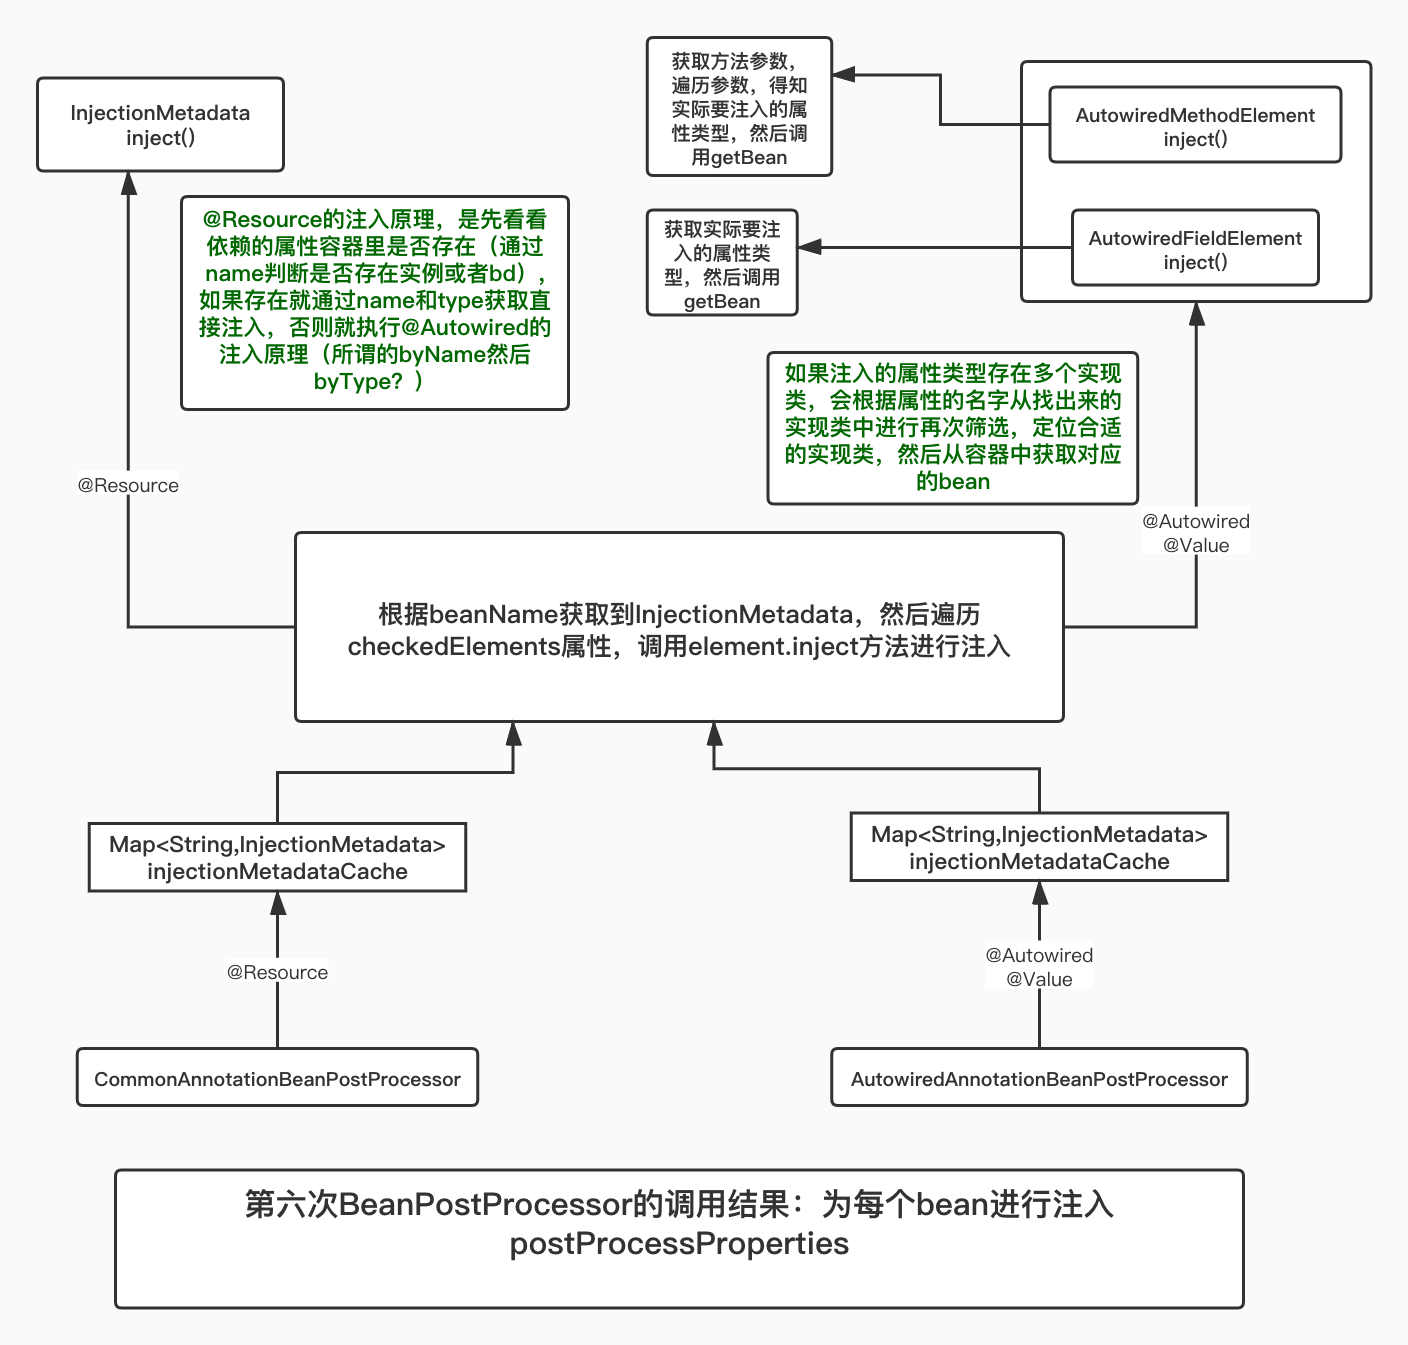 InjectionMetadata
inject()
获取方法参数，
遍历参数，得知
实际要注入的属
性类型，然后调
用getBean
AutowiredMethodElement
inject()
@Resource的注入原理，是先看看
依赖的属性容器里是否存在（通过
name判断是否存在实例或者bd），
如果存在就通过name和type获取直
接注入，否则就执行@Autowired的
注入原理（所谓的byName然后
byType？）
获取实际要注
入的属性类
型，然后调用
getBean
AutowiredFieldElement
inject()
如果注入的属性类型存在多个实现
类，会根据属性的名字从找出来的
实现类中进行再次筛选，定位合适
的实现类，然后从容器中获取对应
的bean
@Resource
@Autowired
@Value
根据beanName获取到InjectionMetadata，然后遍历
checkedElements属性，调用element.inject方法进行注入
Map<String,InjectionMetadata>
injectionMetadataCache
Map<String,InjectionMetadata>
injectionMetadataCache
@Resource
@Autowired
@Value
CommonAnnotationBeanPostProcessor
AutowiredAnnotationBeanPostProcessor
第六次BeanPostProcessor的调用结果：为每个bean进行注入
postProcessProperties